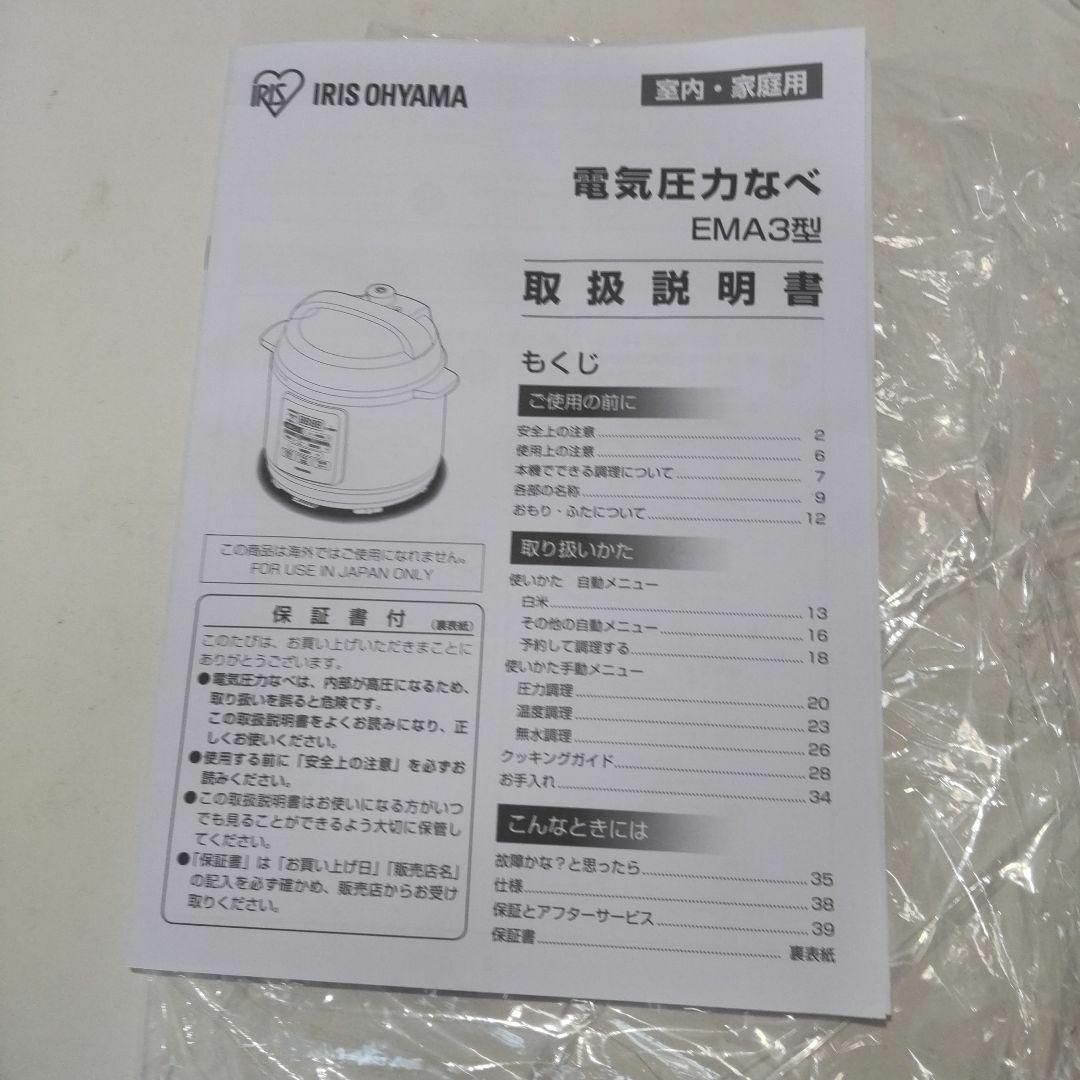 IRIS
IRIS OHYAMA
室内・家庭用
電気圧力なべ
EMA3型
取扱説明書
この商品は海外ではご使用になれません。
FOR USE IN JAPAN ONLY
保証書付 (裏表紙)
このたびは、お買い上げいただきまことに
ありがとうございます。
●電気圧力なべは、内部が高圧になるため、
取り扱いを誤ると危険です。
この取扱説明書をよくお読みになり、正
しくお使いください。
●使用する前に「安全上の注意」を必ずお
読みください。
●この取扱説明書はお使いになる方がいつ
でも見ることができるよう大切に保管し
てください。
●「保証書」は「お買い上げ日」「販売店名」
の記入を必ず確かめ、販売店からお受け
取りください。
もくじ
ご使用の前に
安全上の注意 2
使用上の注意 6
本機でできる調理について 7
各部の名称 9
おもり・ふたについて 12
取り扱いかた
使いかた 自動メニュー
白米 13
その他の自動メニュー 16
予約して調理する 18
使いかた手動メニュー
圧力調理 20
温度調理 23
無水調理 26
クッキングガイド 28
お手入れ 34
こんなときには
故障かな?と思ったら 35
仕様 38
保証とアフターサービス 39
保証書 裏表紙